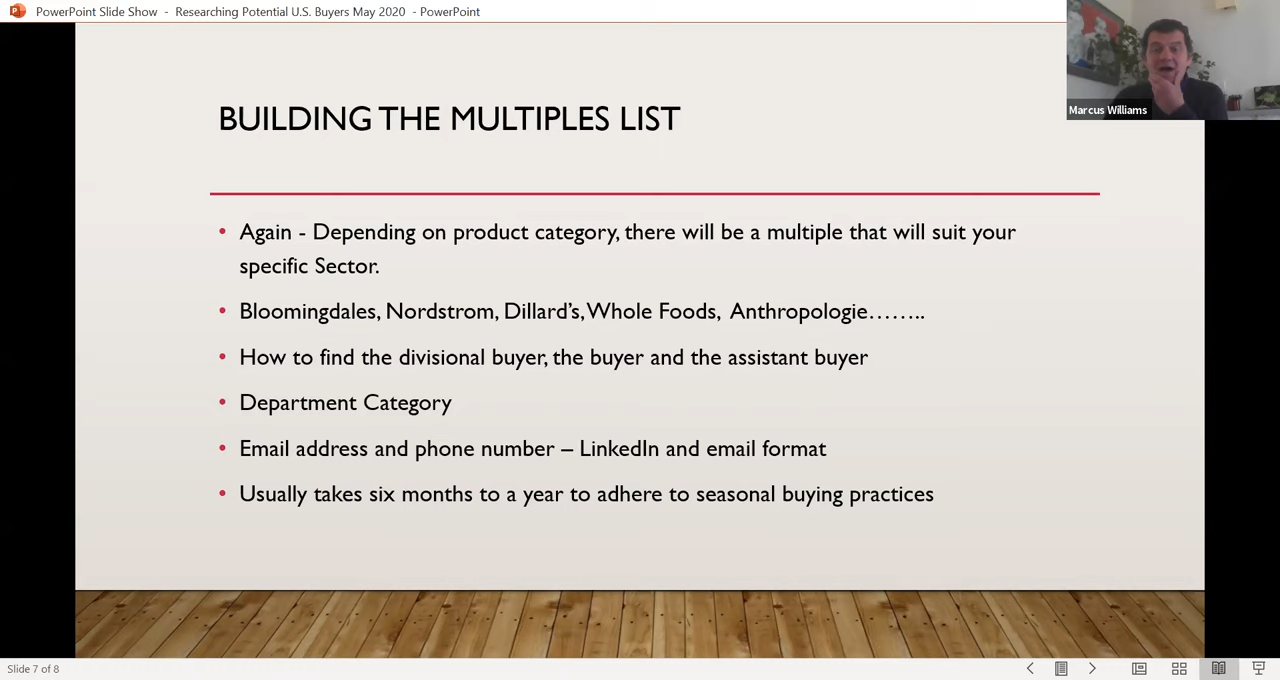 PowerPoint Slide Show - Researching Potential U.S. Buyers May 2020 - PowerPoint
Marcus Williams
BUILDING THE MULTIPLES LIST
• Again - Depending on product category, there will be a multiple that will suit your
specific Sector.
• Bloomingdales, Nordstrom, Dillard’s, Whole Foods, Anthropologie……..
• How to find the divisional buyer, the buyer and the assistant buyer
• Department Category
• Email address and phone number – LinkedIn and email format
• Usually takes six months to a year to adhere to seasonal buying practices
Slide 7 of 8